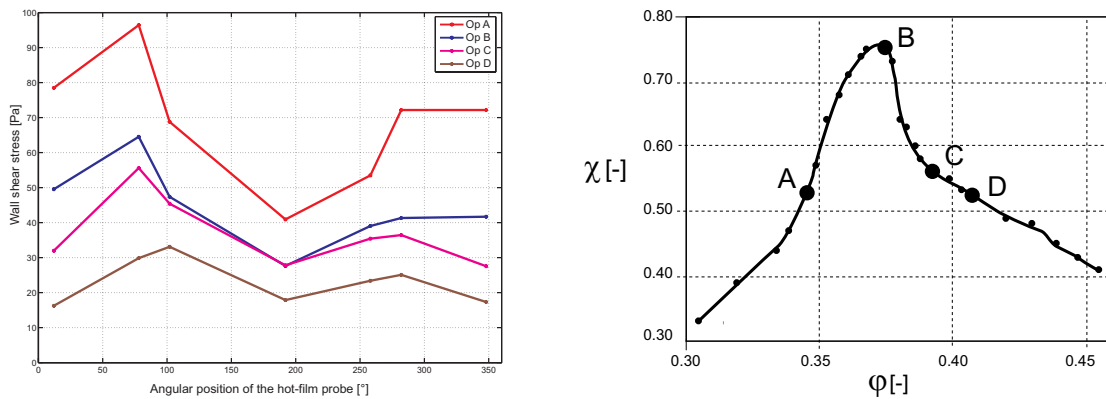 100
90
80
70
60
50
40
30
20
10
0
0 50 100 150 200 250 300 350
Wall shear stress [Pa]
Angular position of the hot-film probe [°]
Op A
Op B
Op C
Op D
0.80
0.70
0.60
0.50
0.40
0.30
0.30 0.35 0.40 0.45
χ[-]
φ[-]
A
B
C
D